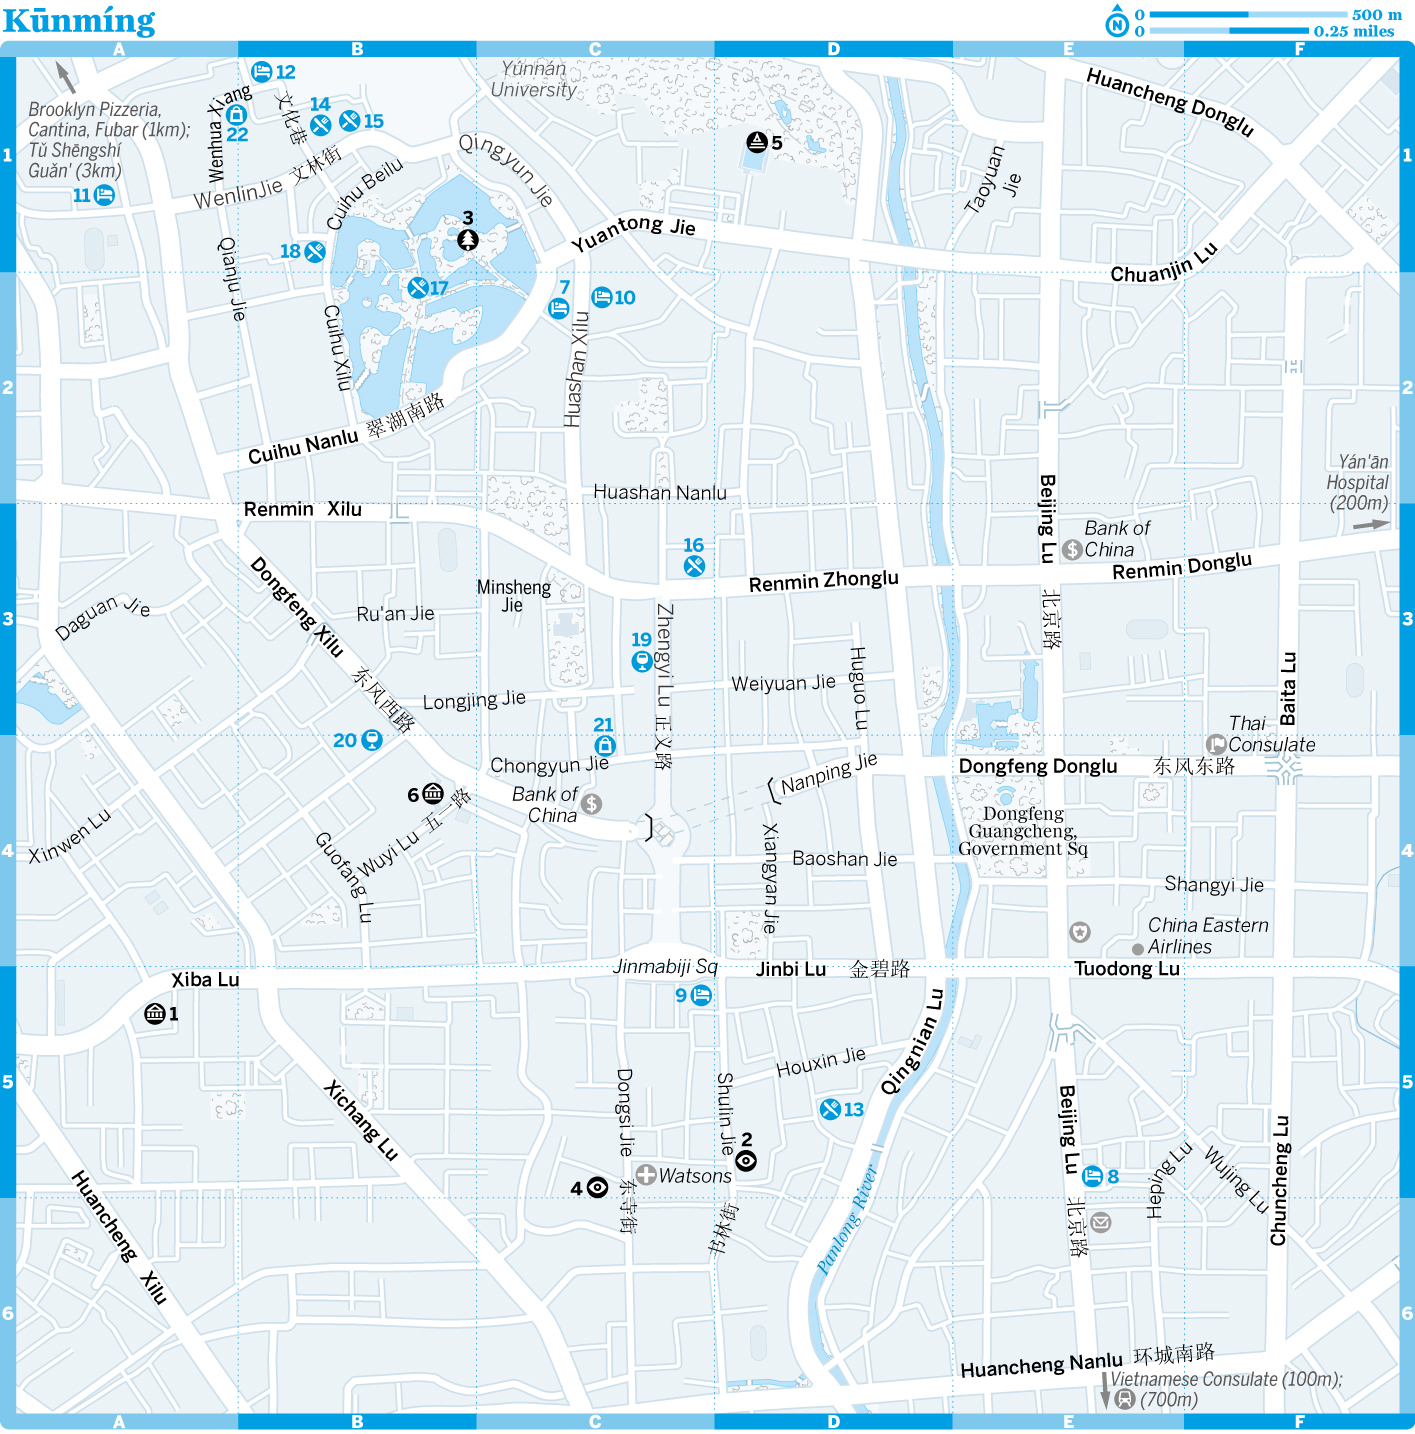 Kūnmíng
0 500 m
N
0 0.25 miles
A B C D E F
1
2
3
4
5
6
1
2
3
4
5
6
12
Yúnnán
University
Huancheng Donglu
Brooklyn Pizzeria,
Cantina, Fubar (1km);
Tǔ Shēngshí
Guǎn' (3km)
Wenhua Xiang
文化巷
22
14
15
5
11
WenlinJie 文林街
Cuihu Beilu
Qingyun Jie
Taoyuan
Jie
3
Yuantong Jie
18
Qianju Jie
Chuanjin Lu
17
7
10
Cuihu Xilu
Huashan Xilu
Cuihu Nanlu 翠湖南路
Yán'ān
Hospital
(200m)
Huashan Nanlu
Renmin Xilu
Beijing Lu
北京路
$
Bank of
China
16
Dongfeng Xilu
东风西路
Minsheng
Jie
Renmin Zhonglu
Renmin Donglu
Daguan Jie
Ru'an Jie
Zhengyi Lu 正义路
19
Huguo Lu
Weiyuan Jie
Longjing Jie
Baita Lu
20
21
Thai
Consulate
Chongyun Jie
Nanping Jie
Dongfeng Donglu 东风东路
6
Bank of
China
$
Xinwen Lu
Guofang Lu
Wuyi Lu 五一路
Xiangyan Jie
Dongfeng
Guangcheng,
Government Sq
Baoshan Jie
Shangyi Jie
China Eastern
Airlines
Jinmabiji Sq
Xiba Lu
Jinbi Lu 金碧路
Tuodong Lu
9
1
Qingnian Lu
Houxin Jie
Xichang Lu
Dongsi Jie
东寺街
Shulin Jie
书林街
13
Beijing Lu
北京路
2
Watsons
4
8
Heping Lu
Wujing Lu
Chuncheng Lu
Huancheng Xilu
Panlong River
Huancheng Nanlu 环城南路
Vietnamese Consulate (100m);
(700m)
A B C D E F